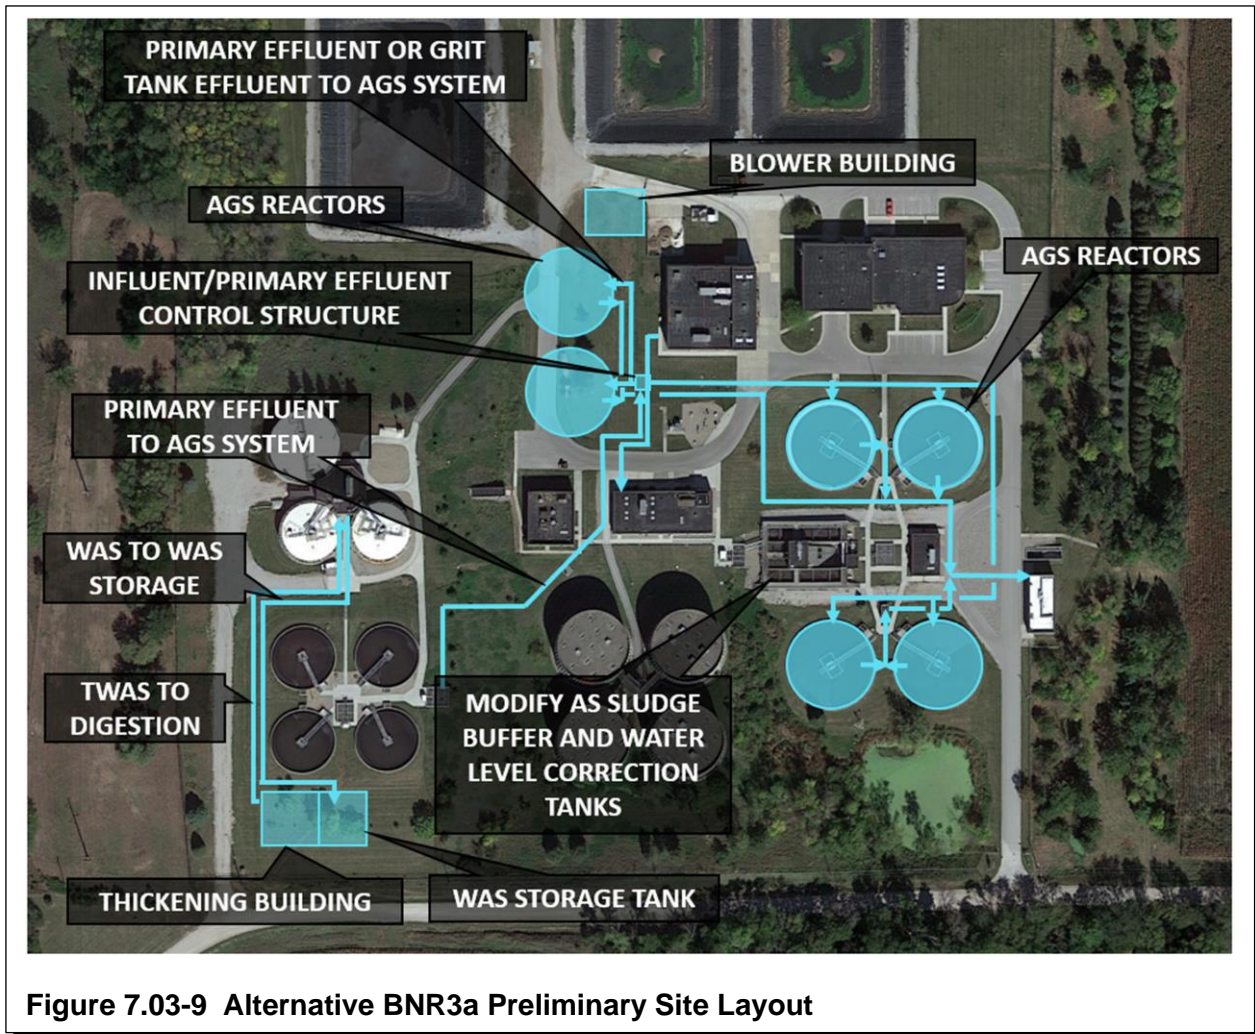 PRIMARY EFFLUENT OR GRIT
TANK EFFLUENT TO AGS SYSTEM
BLOWER BUILDING
AGS REACTORS
AGS REACTORS
INFLUENT/PRIMARY EFFLUENT
CONTROL STRUCTURE
PRIMARY EFFLUENT
TO AGS SYSTEM
WAS TO WAS
STORAGE
TWAS TO
DIGESTION
MODIFY AS SLUDGE
BUFFER AND WATER
LEVEL CORRECTION
TANKS
THICKENING BUILDING
WAS STORAGE TANK
Figure 7.03-9 Alternative BNR3a Preliminary Site Layout